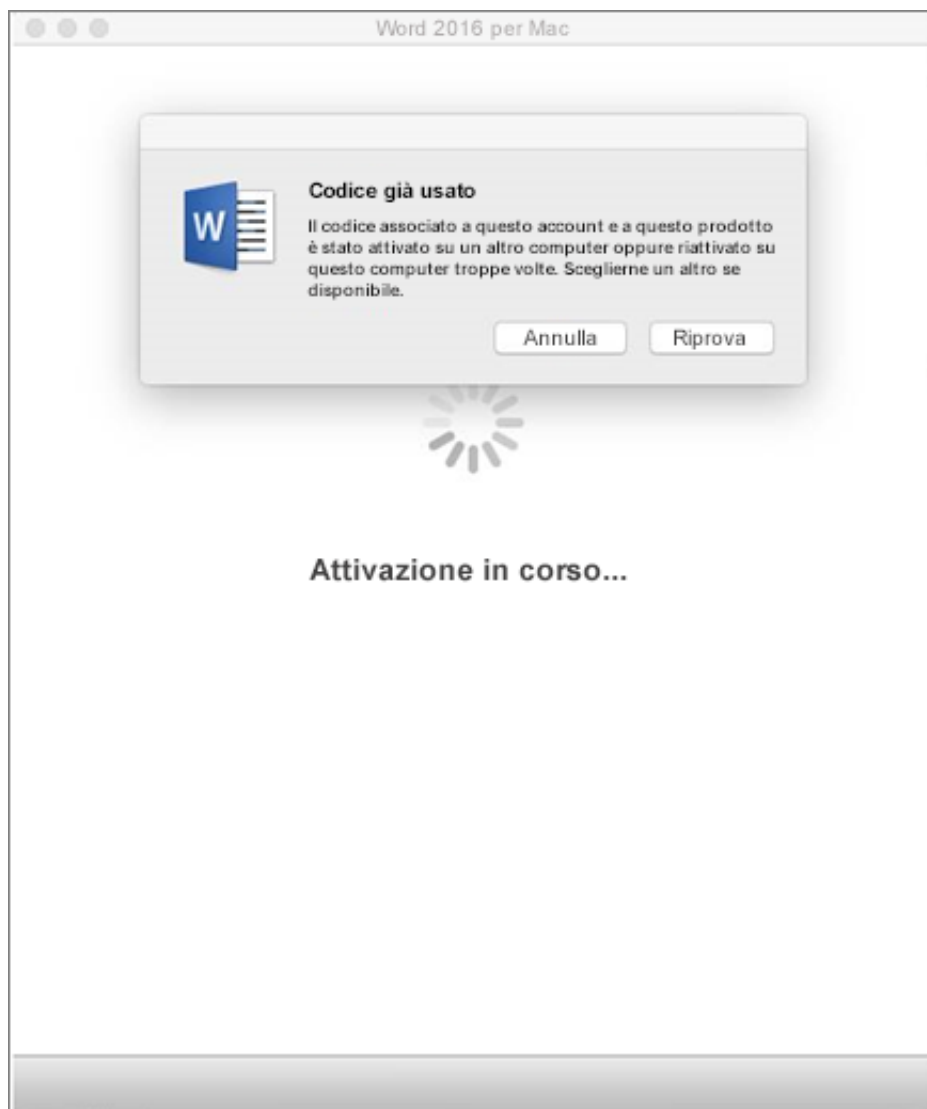 Word 2016 per Mac
Codice già usato
Il codice associato a questo account e a questo prodotto
è stato attivato su un altro computer oppure riattivato su
questo computer troppe volte. Sceglierne un altro se
disponibile.
W
Annulla Riprova
Attivazione in corso...